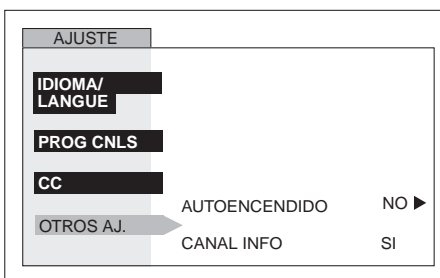 AJUSTE
IDIOMA/
LANGUE
PROG CNLS
CC
OTROS AJ.
AUTOENCENDIDO NO ▶
CANAL INFO SI